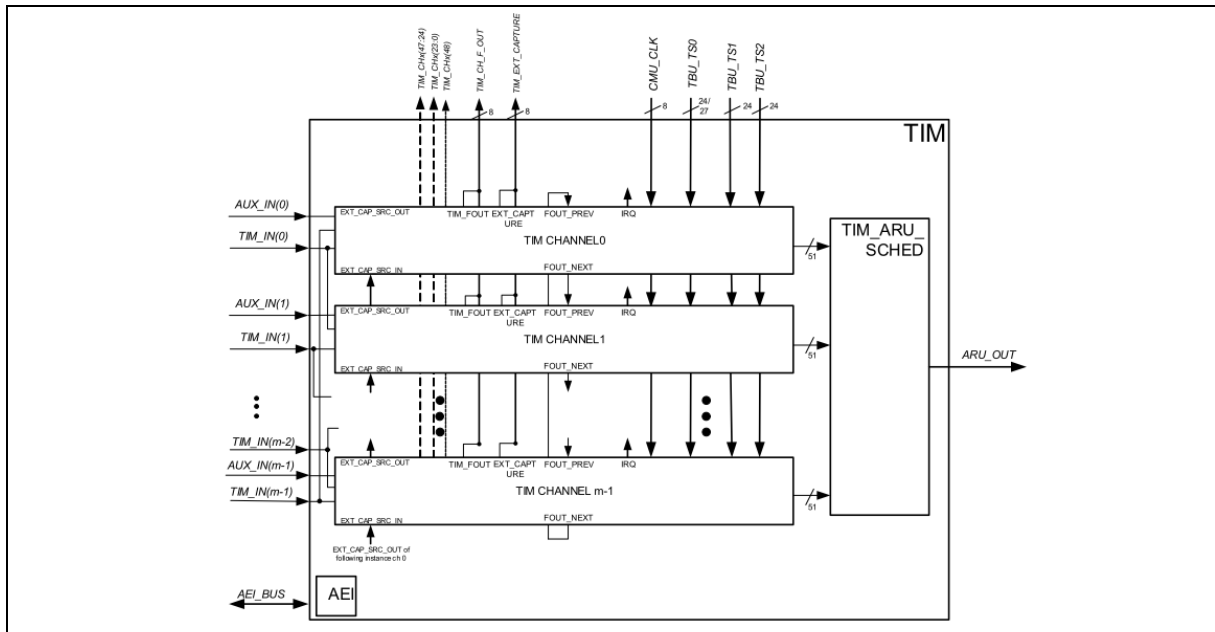 TIM_CHx(47:24)
TIM_CHx(23:0)
TIM_CHx(48)
TIM_CH_F_OUT
TIM_EXT_CAPTURE
CMU_CLK
TBU_TS0
TBU_TS1
TBU_TS2
8
8
8
24/
27
24
24
TIM
AUX_IN(0)
TIM_IN(0)
EXT_CAP_SRC_OUT
TIM_FOUT
EXT_CAPT
URE
FOUT_PREV
IRQ
TIM CHANNEL0
FOUT_NEXT
EXT_CAP_SRC_IN
51
TIM_ARU_
SCHED
AUX_IN(1)
TIM_IN(1)
EXT_CAP_SRC_OUT
TIM_FOUT
EXT_CAPT
URE
FOUT_PREV
IRQ
TIM CHANNEL1
FOUT_NEXT
EXT_CAP_SRC_IN
51
ARU_OUT
TIM_IN(m-2)
AUX_IN(m-1)
TIM_IN(m-1)
EXT_CAP_SRC_OUT
TIM_FOUT
EXT_CAPT
URE
FOUT_PREV
IRQ
TIM CHANNEL m-1
FOUT_NEXT
EXT_CAP_SRC_IN
51
EXT_CAP_SRC_OUT of
following instance ch 0
AEI_BUS
AEI